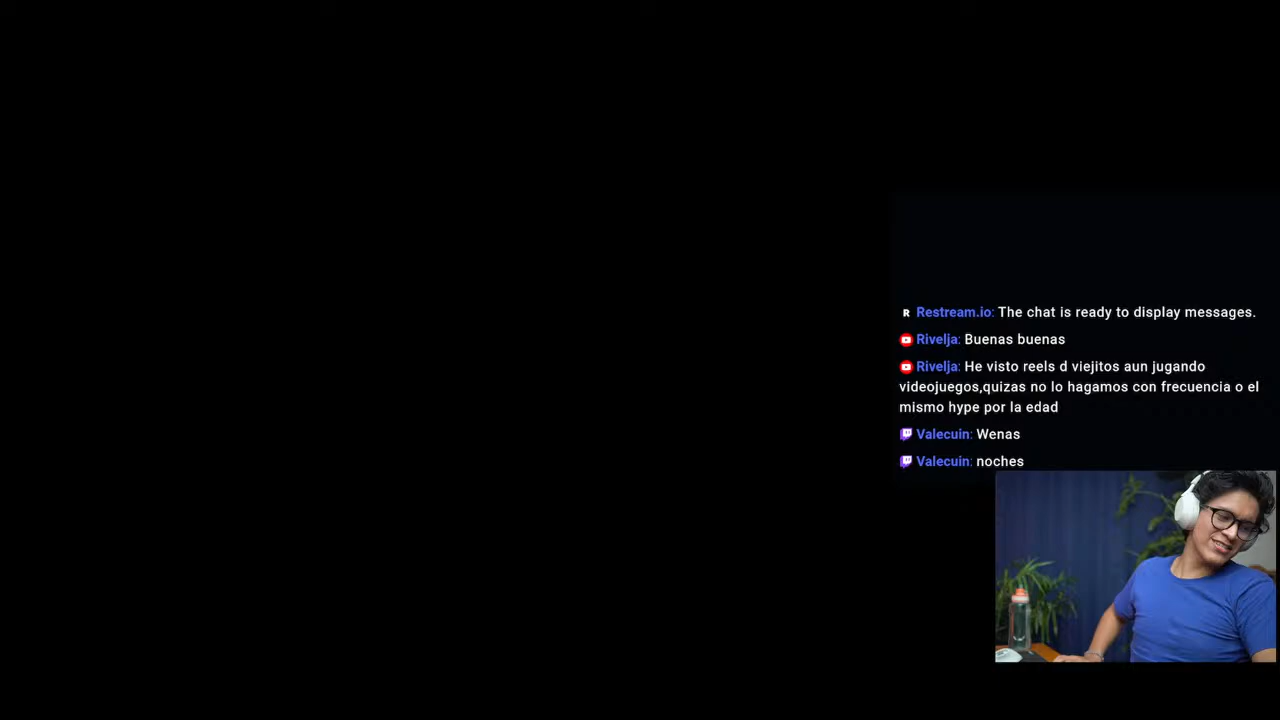 Restream.io: The chat is ready to display messages.
Rivelja: Buenas buenas
Rivelja: He visto reels d viejitos aun jugando
videojuegos,quizas no lo hagamos con frecuencia o el
mismo hype por la edad
Valecuin: Wenas
Valecuin: noches